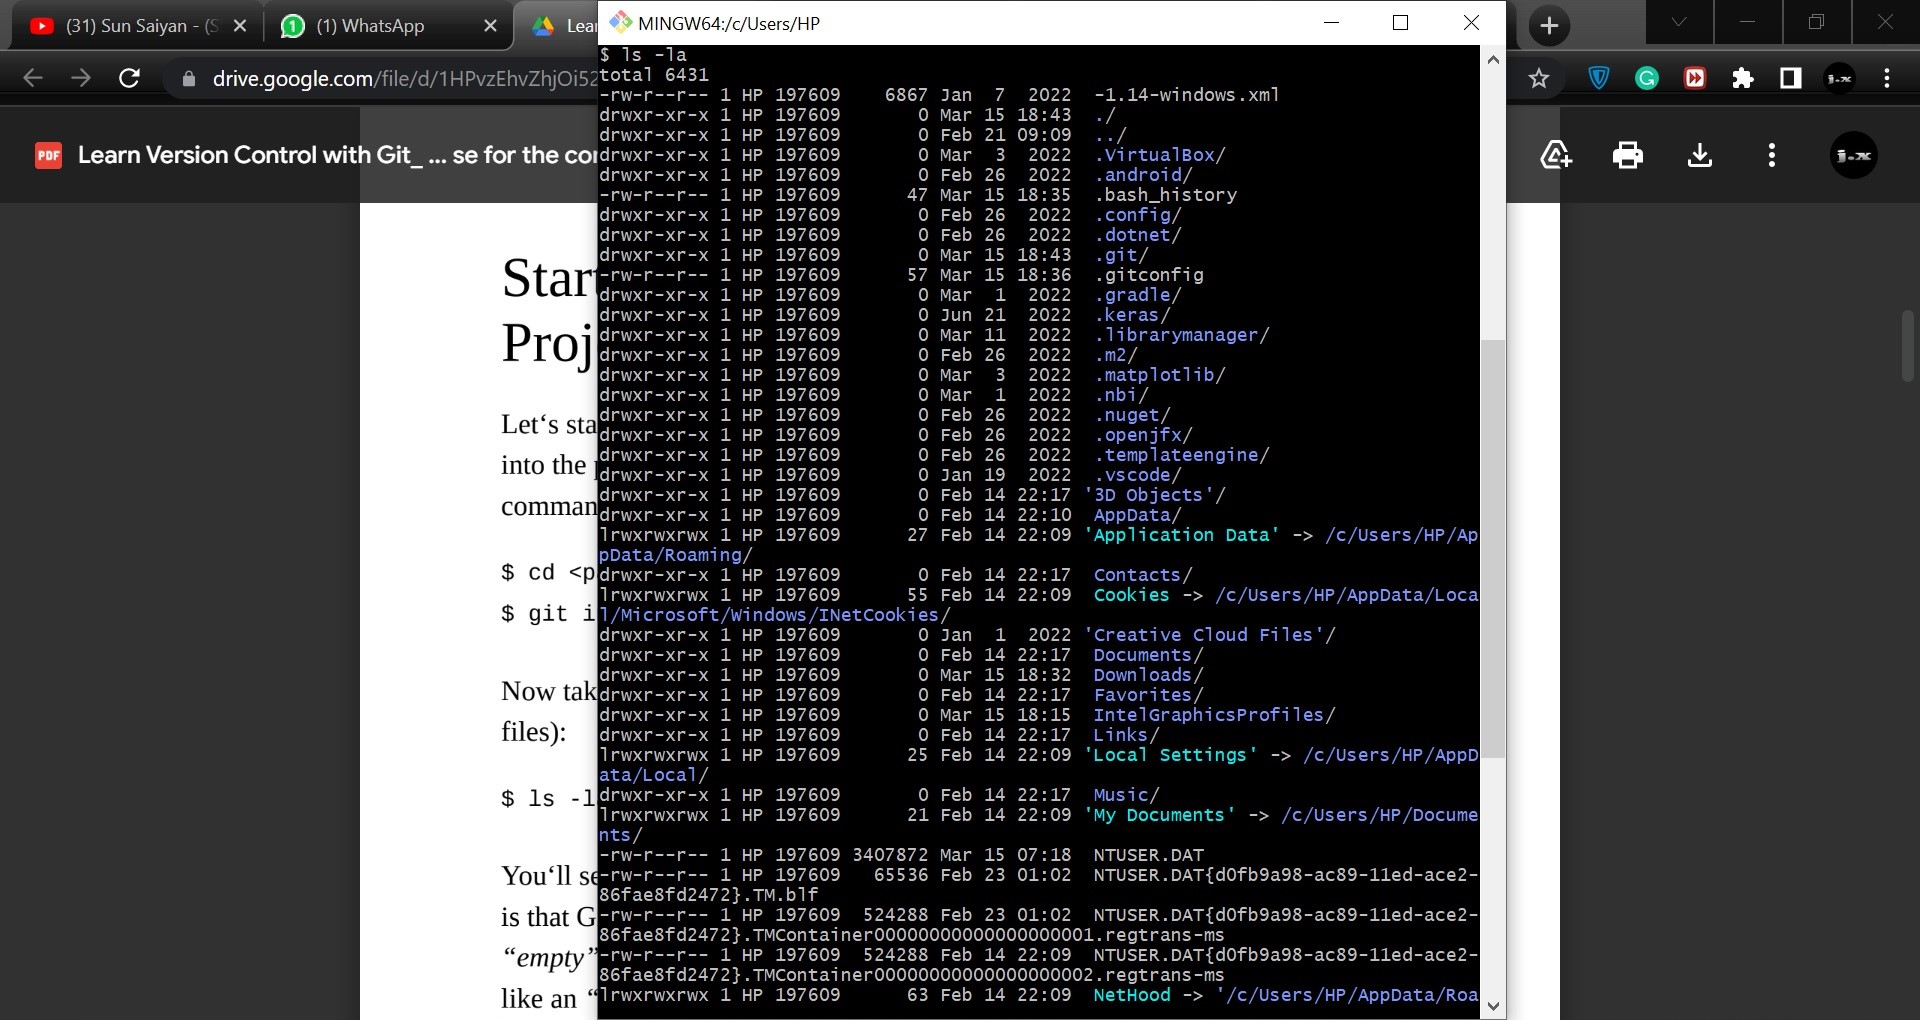 (31) Sun Saiyan - (S
(1) WhatsApp
Lea
MINGW64:/c/Users/HP
drive.google.com/file/d/1HPvzEhvZhjOi52
PDF
Learn Version Control with Git_ ... se for the co
Start
Proj
Let‘s sta
into the p
comman
$ cd <p
$ git i
Now tak
files):
$ ls -l
You‘ll se
is that G
“empty”
like an “
$ ls -la
total 6431
-rw-r--r-- 1 HP 197609    6867 Jan  7  2022  -1.14-windows.xml
drwxr-xr-x 1 HP 197609       0 Mar 15 18:43  ./
drwxr-xr-x 1 HP 197609       0 Feb 21 09:09  ../
drwxr-xr-x 1 HP 197609       0 Mar  3  2022  .VirtualBox/
drwxr-xr-x 1 HP 197609       0 Feb 26  2022  .android/
-rw-r--r-- 1 HP 197609      47 Mar 15 18:35  .bash_history
drwxr-xr-x 1 HP 197609       0 Feb 26  2022  .config/
drwxr-xr-x 1 HP 197609       0 Feb 26  2022  .dotnet/
drwxr-xr-x 1 HP 197609       0 Mar 15 18:43  .git/
-rw-r--r-- 1 HP 197609      57 Mar 15 18:36  .gitconfig
drwxr-xr-x 1 HP 197609       0 Mar  1  2022  .gradle/
drwxr-xr-x 1 HP 197609       0 Jun 21  2022  .keras/
drwxr-xr-x 1 HP 197609       0 Mar 11  2022  .librarymanager/
drwxr-xr-x 1 HP 197609       0 Feb 26  2022  .m2/
drwxr-xr-x 1 HP 197609       0 Mar  3  2022  .matplotlib/
drwxr-xr-x 1 HP 197609       0 Mar  1  2022  .nbi/
drwxr-xr-x 1 HP 197609       0 Feb 26  2022  .nuget/
drwxr-xr-x 1 HP 197609       0 Feb 26  2022  .openjfx/
drwxr-xr-x 1 HP 197609       0 Feb 26  2022  .templateengine/
drwxr-xr-x 1 HP 197609       0 Jan 19  2022  .vscode/
drwxr-xr-x 1 HP 197609       0 Feb 14 22:17 '3D Objects'/
drwxr-xr-x 1 HP 197609       0 Feb 14 22:10  AppData/
lrwxrwxrwx 1 HP 197609      27 Feb 14 22:09 'Application Data' -> /c/Users/HP/Ap
pData/Roaming/
drwxr-xr-x 1 HP 197609       0 Feb 14 22:17  Contacts/
lrwxrwxrwx 1 HP 197609      55 Feb 14 22:09  Cookies -> /c/Users/HP/AppData/Loca
l/Microsoft/Windows/INetCookies/
drwxr-xr-x 1 HP 197609       0 Jan  1  2022 'Creative Cloud Files'/
drwxr-xr-x 1 HP 197609       0 Feb 14 22:17  Documents/
drwxr-xr-x 1 HP 197609       0 Mar 15 18:32  Downloads/
drwxr-xr-x 1 HP 197609       0 Feb 14 22:17  Favorites/
drwxr-xr-x 1 HP 197609       0 Mar 15 18:15  IntelGraphicsProfiles/
drwxr-xr-x 1 HP 197609       0 Feb 14 22:17  Links/
lrwxrwxrwx 1 HP 197609      25 Feb 14 22:09 'Local Settings' -> /c/Users/HP/AppD
ata/Local/
drwxr-xr-x 1 HP 197609       0 Feb 14 22:17  Music/
lrwxrwxrwx 1 HP 197609      21 Feb 14 22:09 'My Documents' -> /c/Users/HP/Docume
nts/
-rw-r--r-- 1 HP 197609 3407872 Mar 15 07:18  NTUSER.DAT
-rw-r--r-- 1 HP 197609   65536 Feb 23 01:02  NTUSER.DAT{d0fb9a98-ac89-11ed-ace2-
86fae8fd2472}.TM.blf
-rw-r--r-- 1 HP 197609  524288 Feb 23 01:02  NTUSER.DAT{d0fb9a98-ac89-11ed-ace2-
86fae8fd2472}.TMContainer00000000000000000001.regtrans-ms
-rw-r--r-- 1 HP 197609  524288 Feb 14 22:09  NTUSER.DAT{d0fb9a98-ac89-11ed-ace2-
86fae8fd2472}.TMContainer00000000000000000002.regtrans-ms
lrwxrwxrwx 1 HP 197609      63 Feb 14 22:09  NetHood -> '/c/Users/HP/AppData/Roa